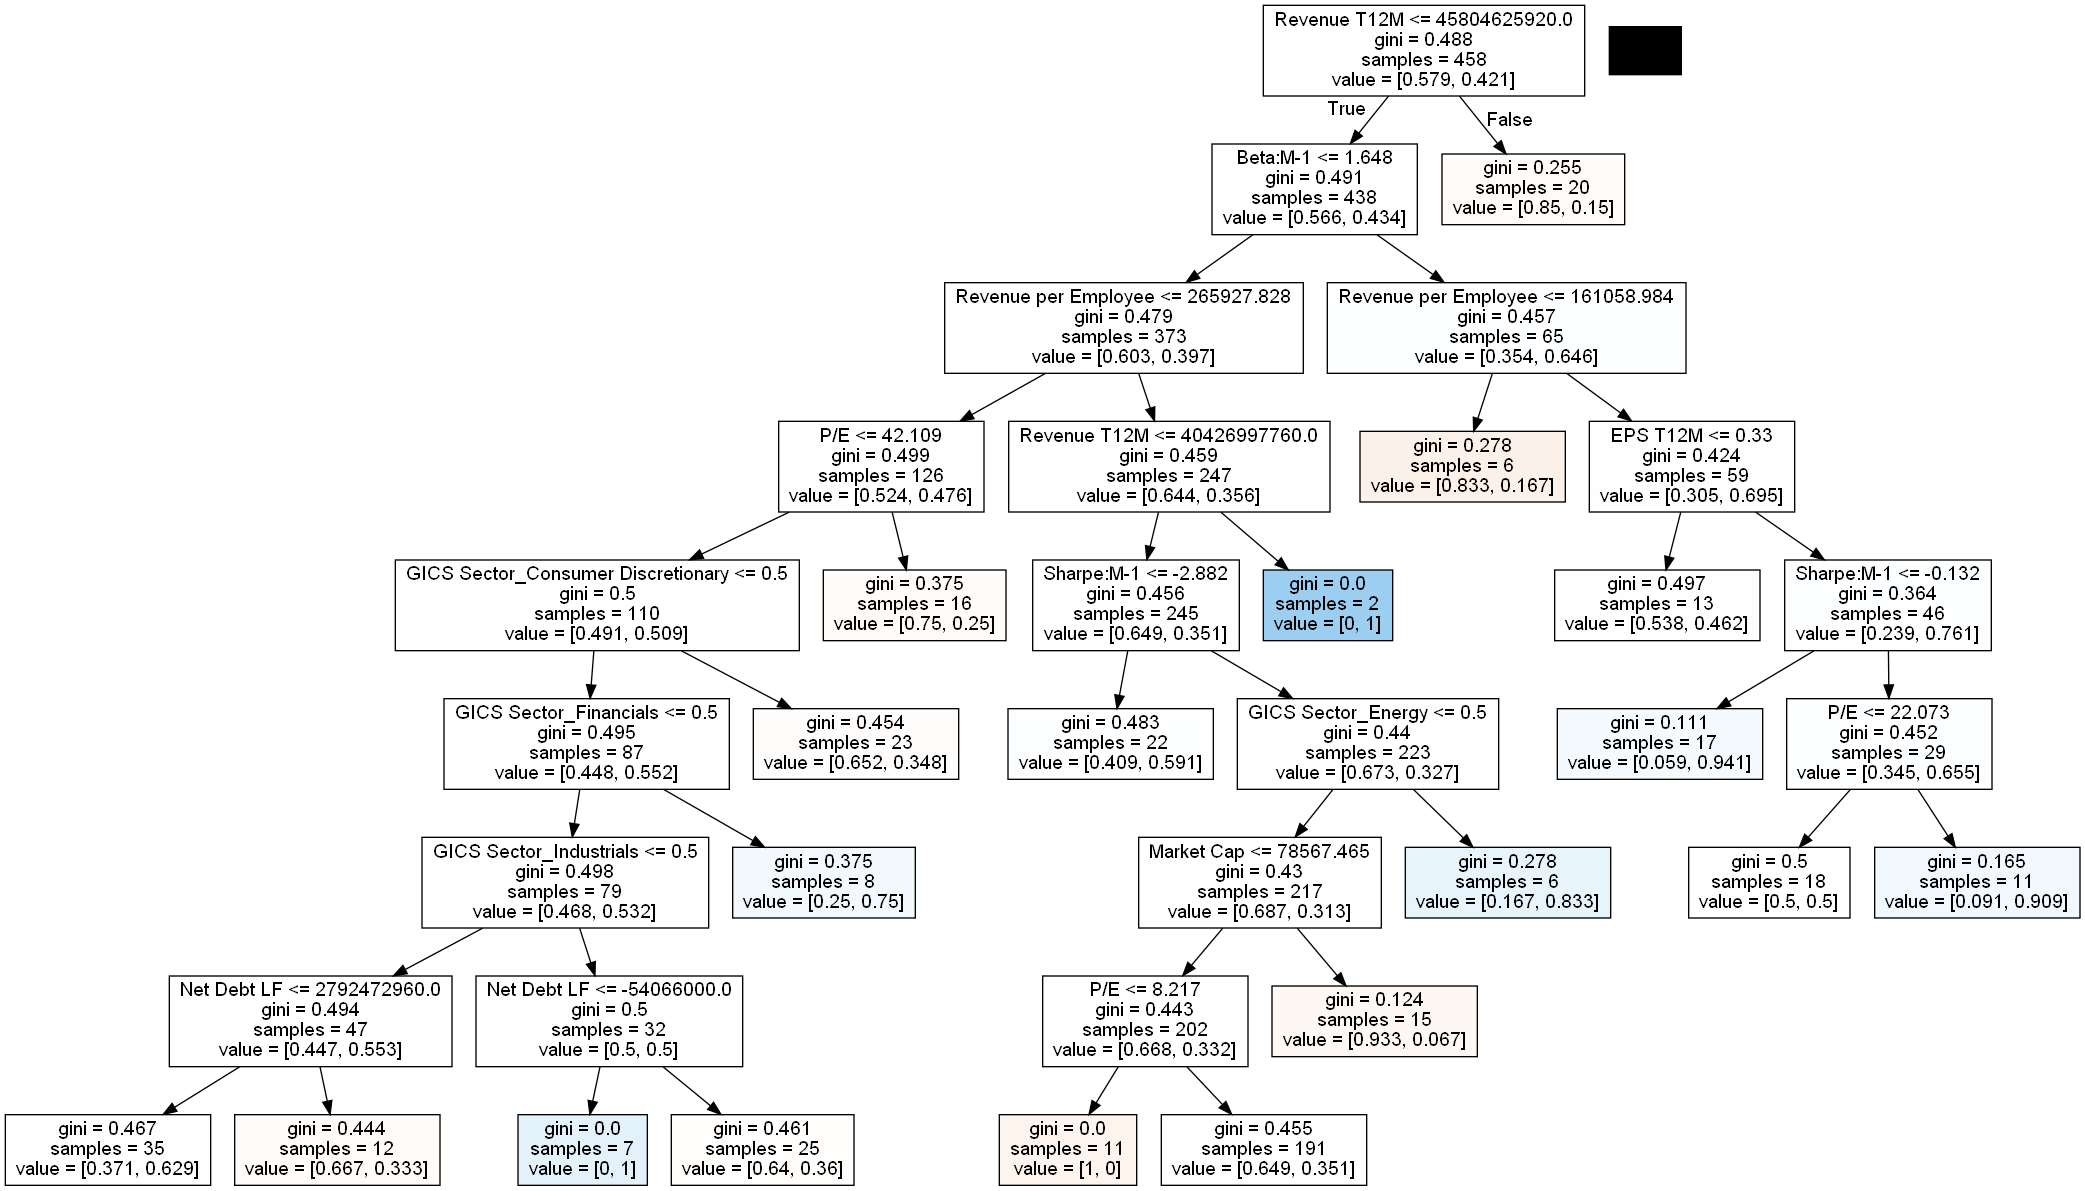 Revenue T12M <= 45804625920.0
gini = 0.488
samples = 458
value = [0.579, 0.421]
True
False
Beta:M-1 <= 1.648
gini = 0.491
samples = 438
value = [0.566, 0.434]
gini = 0.255
samples = 20
value = [0.85, 0.15]
Revenue per Employee <= 265927.828
gini = 0.479
samples = 373
value = [0.603, 0.397]
Revenue per Employee <= 161058.984
gini = 0.457
samples = 65
value = [0.354, 0.646]
P/E <= 42.109
gini = 0.499
samples = 126
value = [0.524, 0.476]
Revenue T12M <= 40426997760.0
gini = 0.459
samples = 247
value = [0.644, 0.356]
gini = 0.278
samples = 6
value = [0.833, 0.167]
EPS T12M <= 0.33
gini = 0.424
samples = 59
value = [0.305, 0.695]
GICS Sector_Consumer Discretionary <= 0.5
gini = 0.5
samples = 110
value = [0.491, 0.509]
gini = 0.375
samples = 16
value = [0.75, 0.25]
Sharpe:M-1 <= -2.882
gini = 0.456
samples = 245
value = [0.649, 0.351]
gini = 0.0
samples = 2
value = [0, 1]
gini = 0.497
samples = 13
value = [0.538, 0.462]
Sharpe:M-1 <= -0.132
gini = 0.364
samples = 46
value = [0.239, 0.761]
GICS Sector_Financials <= 0.5
gini = 0.495
samples = 87
value = [0.448, 0.552]
gini = 0.454
samples = 23
value = [0.652, 0.348]
gini = 0.483
samples = 22
value = [0.409, 0.591]
GICS Sector_Energy <= 0.5
gini = 0.44
samples = 223
value = [0.673, 0.327]
gini = 0.111
samples = 17
value = [0.059, 0.941]
P/E <= 22.073
gini = 0.452
samples = 29
value = [0.345, 0.655]
GICS Sector_Industrials <= 0.5
gini = 0.498
samples = 79
value = [0.468, 0.532]
gini = 0.375
samples = 8
value = [0.25, 0.75]
Market Cap <= 78567.465
gini = 0.43
samples = 217
value = [0.687, 0.313]
gini = 0.278
samples = 6
value = [0.167, 0.833]
gini = 0.5
samples = 18
value = [0.5, 0.5]
gini = 0.165
samples = 11
value = [0.091, 0.909]
Net Debt LF <= 2792472960.0
gini = 0.494
samples = 47
value = [0.447, 0.553]
Net Debt LF <= -54066000.0
gini = 0.5
samples = 32
value = [0.5, 0.5]
P/E <= 8.217
gini = 0.443
samples = 202
value = [0.668, 0.332]
gini = 0.124
samples = 15
value = [0.933, 0.067]
gini = 0.467
samples = 35
value = [0.371, 0.629]
gini = 0.444
samples = 12
value = [0.667, 0.333]
gini = 0.0
samples = 7
value = [0, 1]
gini = 0.461
samples = 25
value = [0.64, 0.36]
gini = 0.0
samples = 11
value = [1, 0]
gini = 0.455
samples = 191
value = [0.649, 0.351]